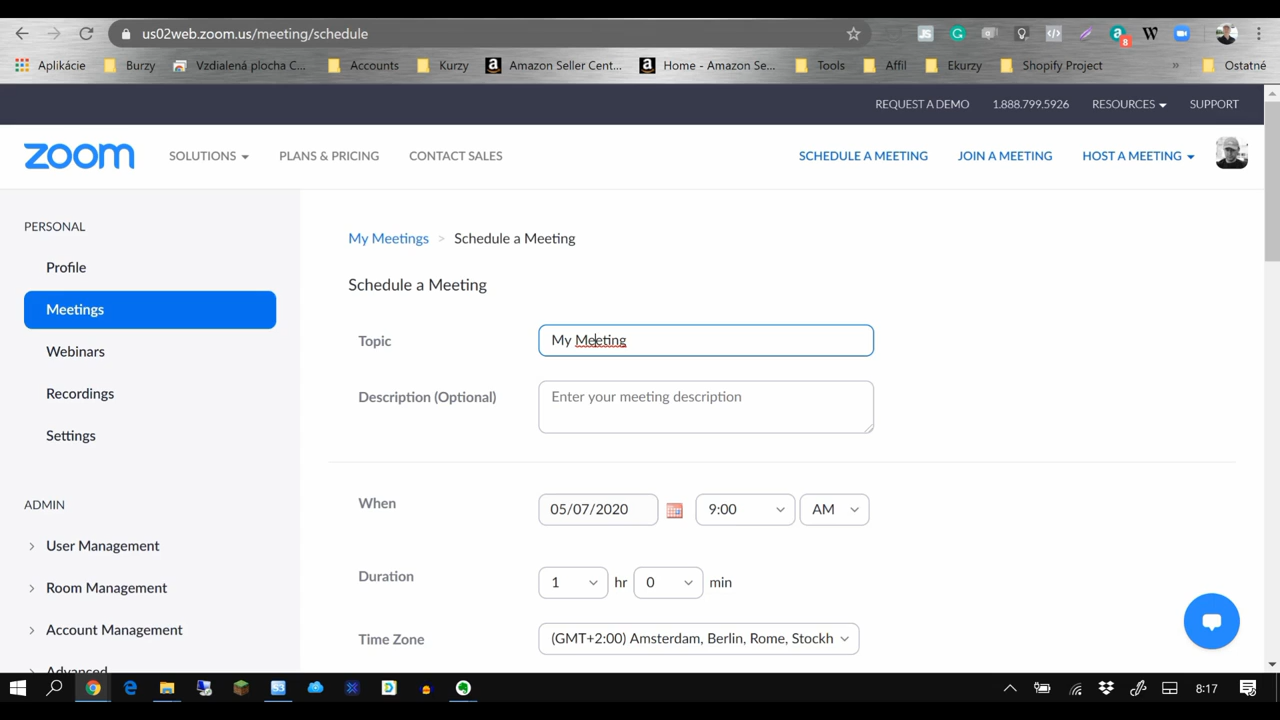 us02web.zoom.us/meeting/schedule
JS
8
W
Aplikácie
Burzy
Vzdialená plocha C...
Accounts
Kurzy
Amazon Seller Cent...
Home - Amazon Se...
Tools
Affil
Ekurzy
Shopify Project
»
Ostatné
REQUEST A DEMO
1.888.799.5926
RESOURCES
SUPPORT
zoom
SOLUTIONS
PLANS & PRICING
CONTACT SALES
SCHEDULE A MEETING
JOIN A MEETING
HOST A MEETING
PERSONAL
Profile
Meetings
Webinars
Recordings
Settings
ADMIN
User Management
Room Management
Account Management
Advanced
My Meetings > Schedule a Meeting
Schedule a Meeting
Topic
My Meeting
Description (Optional)
Enter your meeting description
When
05/07/2020
9:00
AM
Duration
1
hr
0
min
Time Zone
(GMT+2:00) Amsterdam, Berlin, Rome, Stockh
8:17